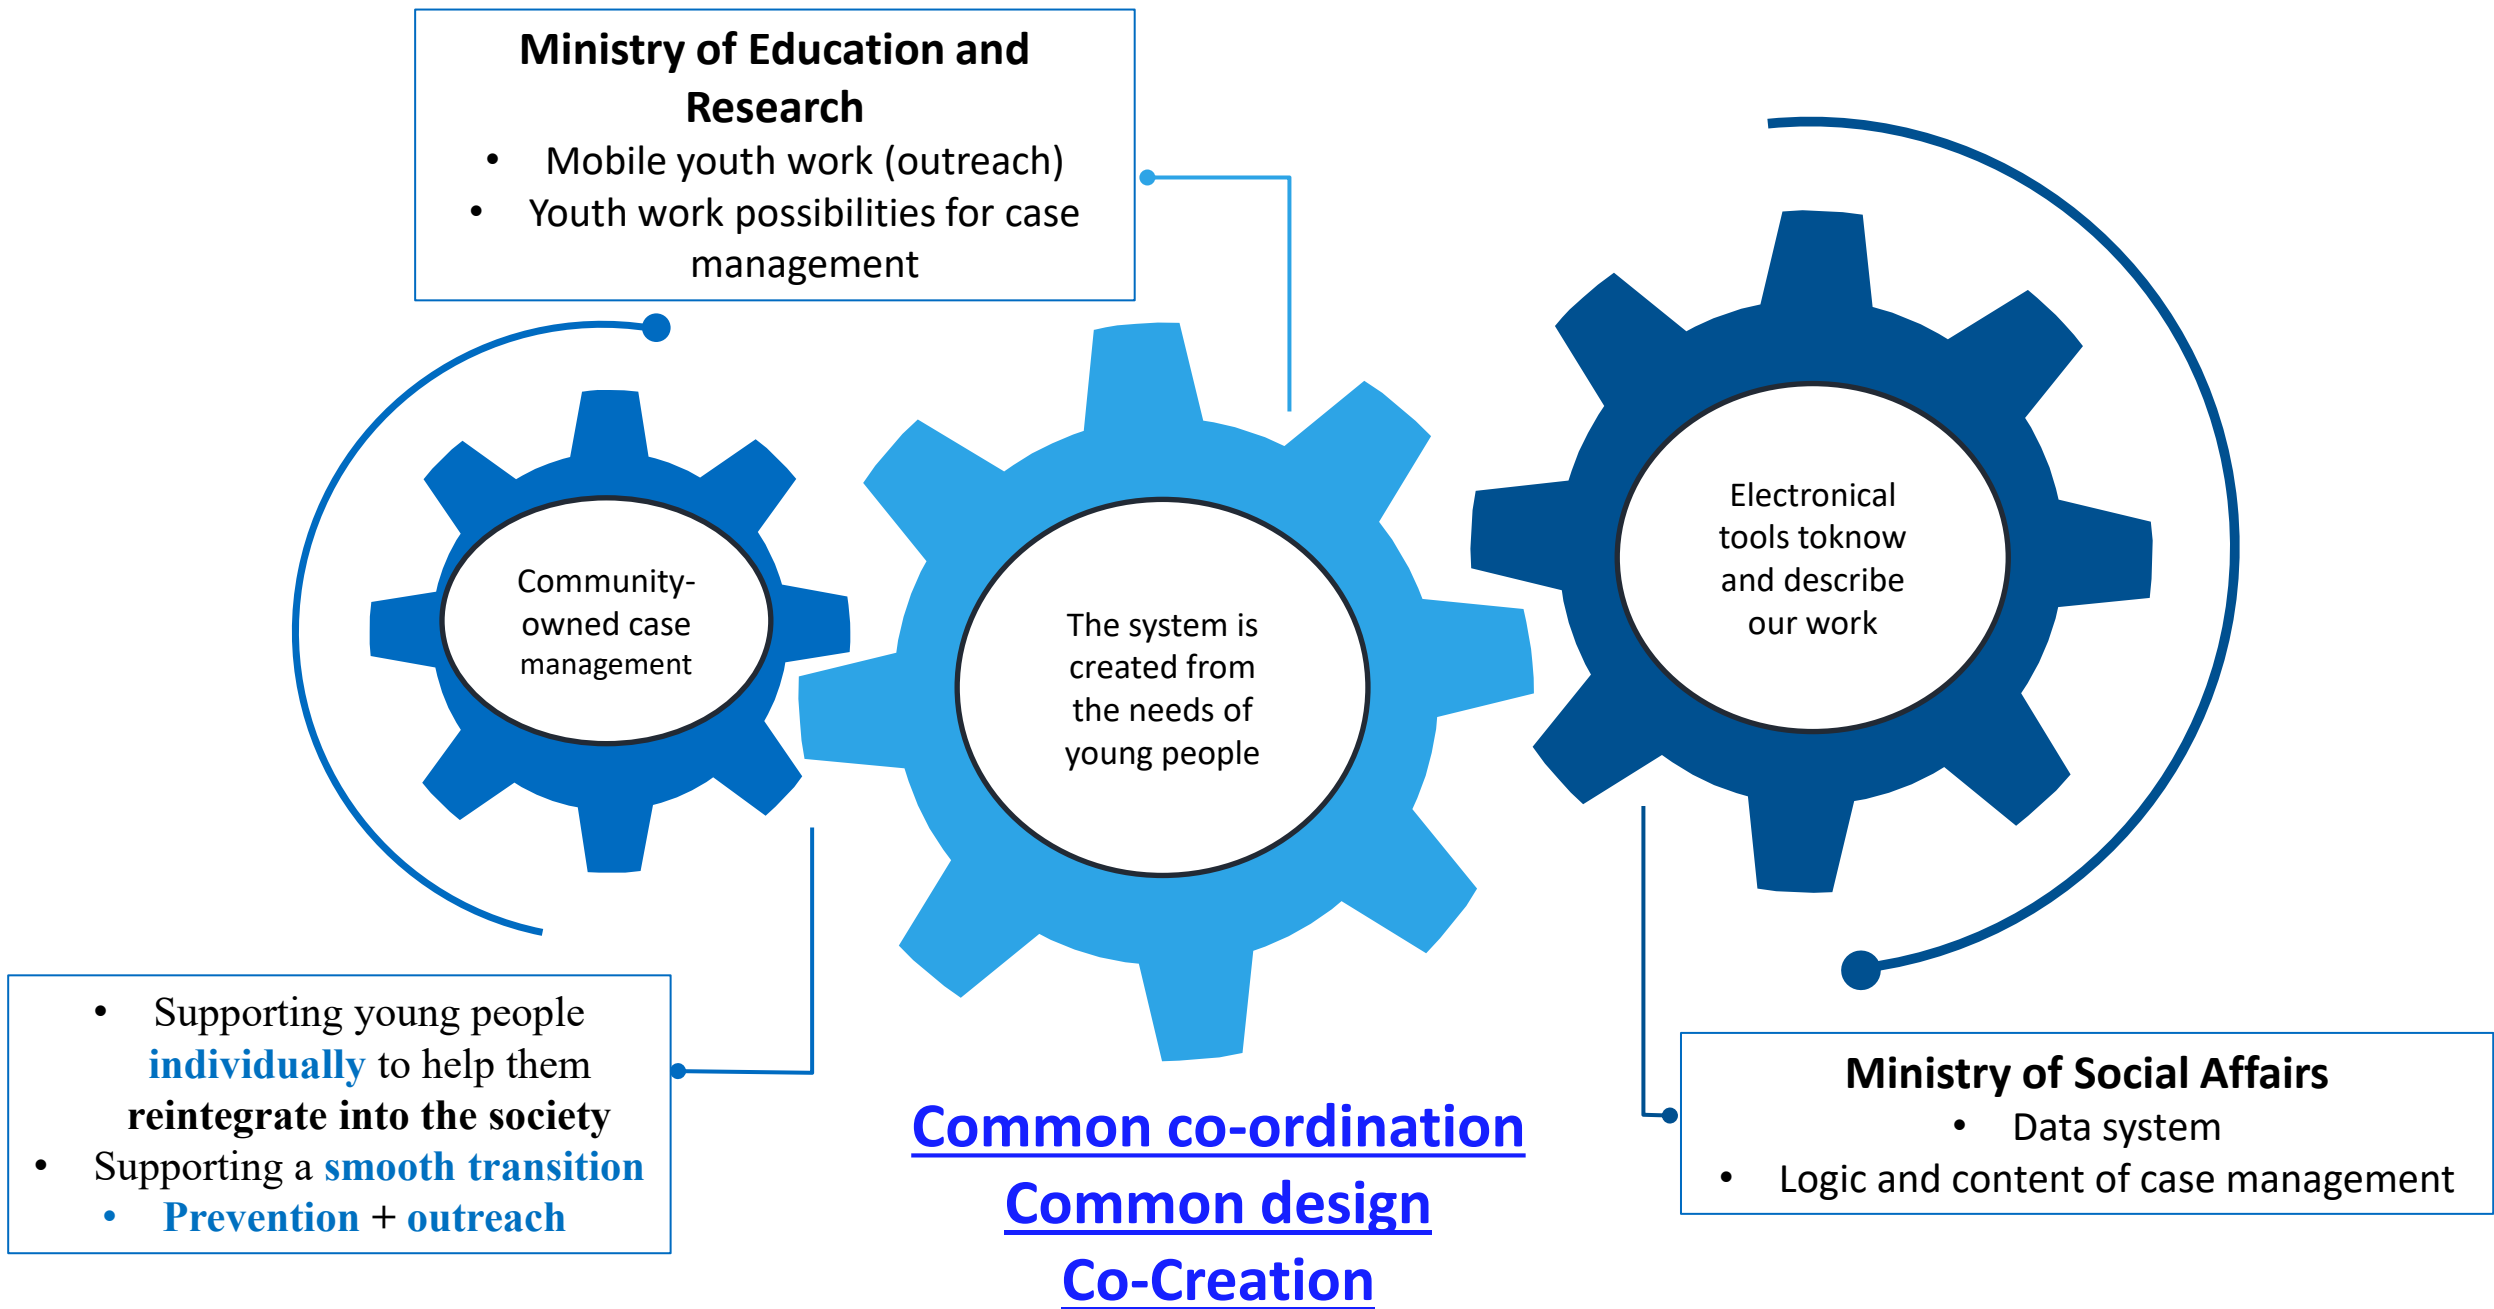 Ministry of Education and
Research
• Mobile youth work (outreach)
• Youth work possibilities for case
management
Community-
owned case
management
The system is
created from
the needs of
young people
Electronical
tools toknow
and describe
our work
• Supporting young people
individually to help them
reintegrate into the society
• Supporting a smooth transition
• Prevention + outreach
Common co-ordination
Common design
Co-Creation
Ministry of Social Affairs
• Data system
• Logic and content of case management